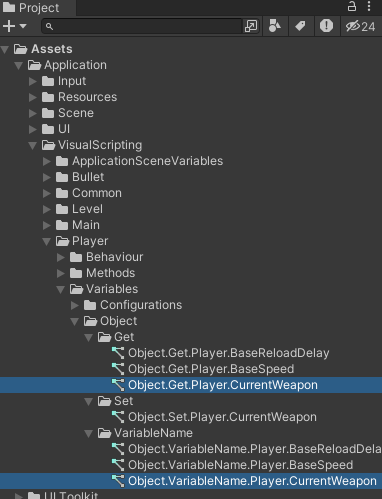 Project
24
Assets
Application
Input
Resources
Scene
UI
VisualScripting
ApplicationSceneVariables
Bullet
Common
Level
Main
Player
Behaviour
Methods
Variables
Configurations
Object
Get
Object.Get.Player.BaseReloadDelay
Object.Get.Player.BaseSpeed
Object.Get.Player.CurrentWeapon
Set
Object.Set.Player.CurrentWeapon
VariableName
Object.VariableName.Player.BaseReloadDela
Object.VariableName.Player.BaseSpeed
Object.VariableName.Player.CurrentWeapon
UIToolkit